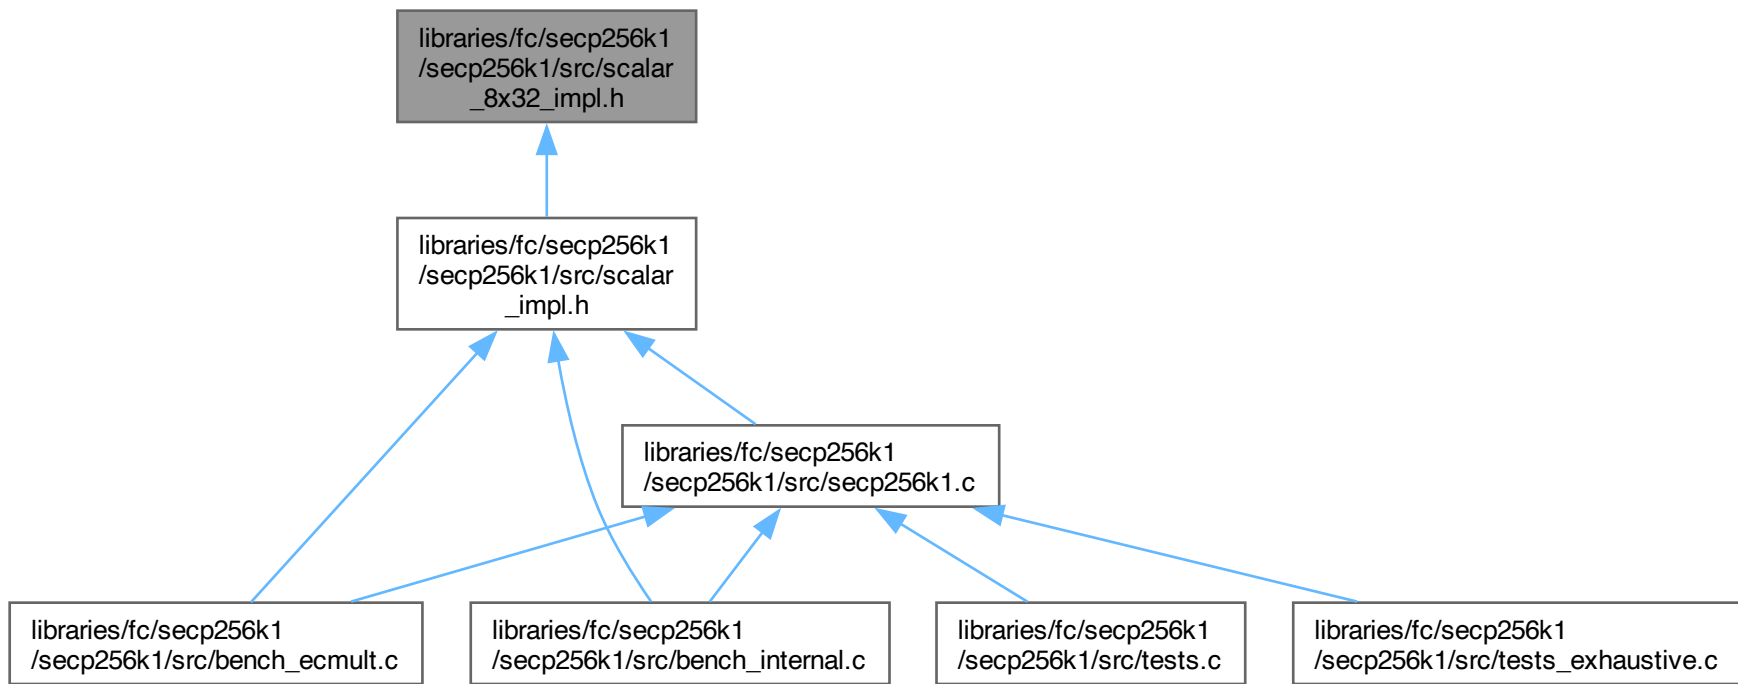 libraries/fc/secp256k1
/secp256k1/src/scalar
_8x32_impl.h
libraries/fc/secp256k1
/secp256k1/src/scalar
_impl.h
libraries/fc/secp256k1
/secp256k1/src/secp256k1.c
libraries/fc/secp256k1
/secp256k1/src/bench_ecmult.c
libraries/fc/secp256k1
/secp256k1/src/bench_internal.c
libraries/fc/secp256k1
/secp256k1/src/tests.c
libraries/fc/secp256k1
/secp256k1/src/tests_exhaustive.c